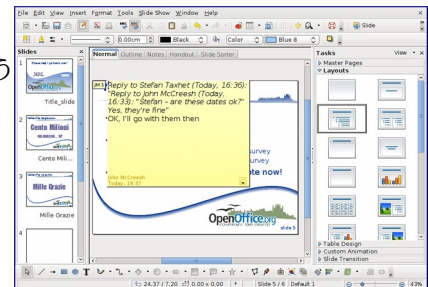 File Edit View Insert Format Tools Slide Show Window Help
Slide
0.00cm Black Color Blue 8
Slides
Normal Outline Notes Handout Slide Sorter
Tasks View
Master Pages
Layouts
1
Title_slide
2
Cento Milioni
Cento Mili...
3
Mille Grazie
Mille Grazie
4
Reply to Stefan Taxhet (Today, 16:36):
"Reply to John McCreesh (Today,
16:33): "Stefan - are these dates ok?"
Yes, they're fine"
OK, I'll go with them then
John McCreesh
Today, 16:37
urvey
urvey
te now!
OpenOffice.org
slide 5
Table Design
Custom Animation
Slide Transition
24.37 / 7.20 0.00 x 0.00 * Slide 5 / 6 Default 1 43%